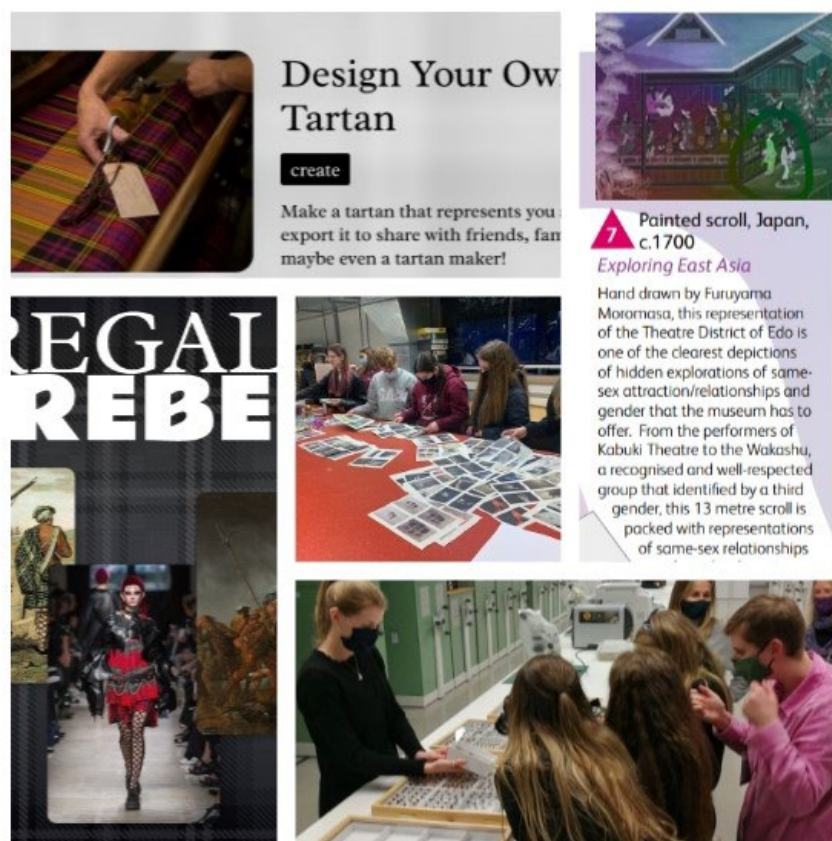 Design Your Ow
Tartan
create
Make a tartan that represents you
export it to share with friends, fam
maybe even a tartan maker!
7
Painted scroll, Japan,
c.1700
Exploring East Asia
Hand drawn by Furuyama
Moromasa, this representation
of the Theatre District of Edo is
one of the clearest depictions
of hidden explorations of same-
sex attraction/relationships and
gender that the museum has to
offer. From the performers of
Kabuki Theatre to the Wakashu,
a recognised and well-respected
group that identified by a third
gender, this 13 metre scroll is
packed with representations
of same-sex relationships
REGAL
REBE